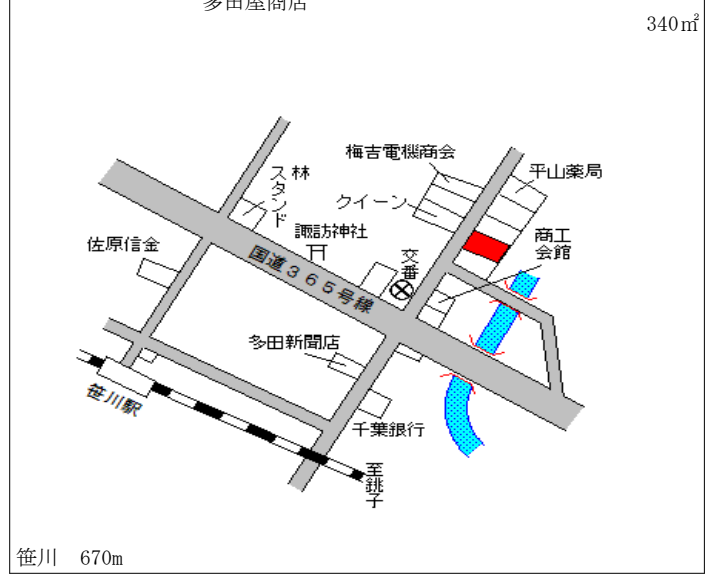 多田屋商店
340㎡
梅吉電機商会
平山薬局
林
スタンド
クイーン
諏訪神社
商工
会館
佐原信金
交番
国道365号線
多田新聞店
笹川駅
千葉銀行
至銚子
笹川 670m